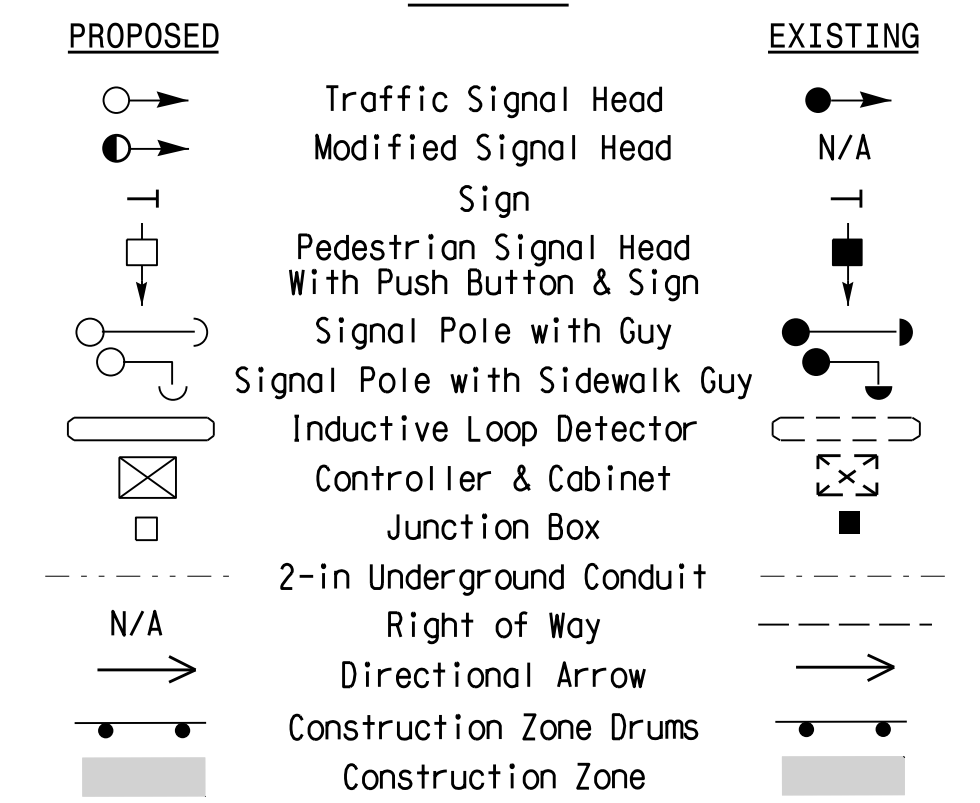 PROPOSED EXISTING
Traffic Signal Head
Modified Signal Head N/A
Sign
Pedestrian Signal Head
With Push Button & Sign
Signal Pole with Guy
Signal Pole with Sidewalk Guy
Inductive Loop Detector
Controller & Cabinet
Junction Box
2-in Underground Conduit
N/A Right of Way
Directional Arrow
Construction Zone Drums
Construction Zone